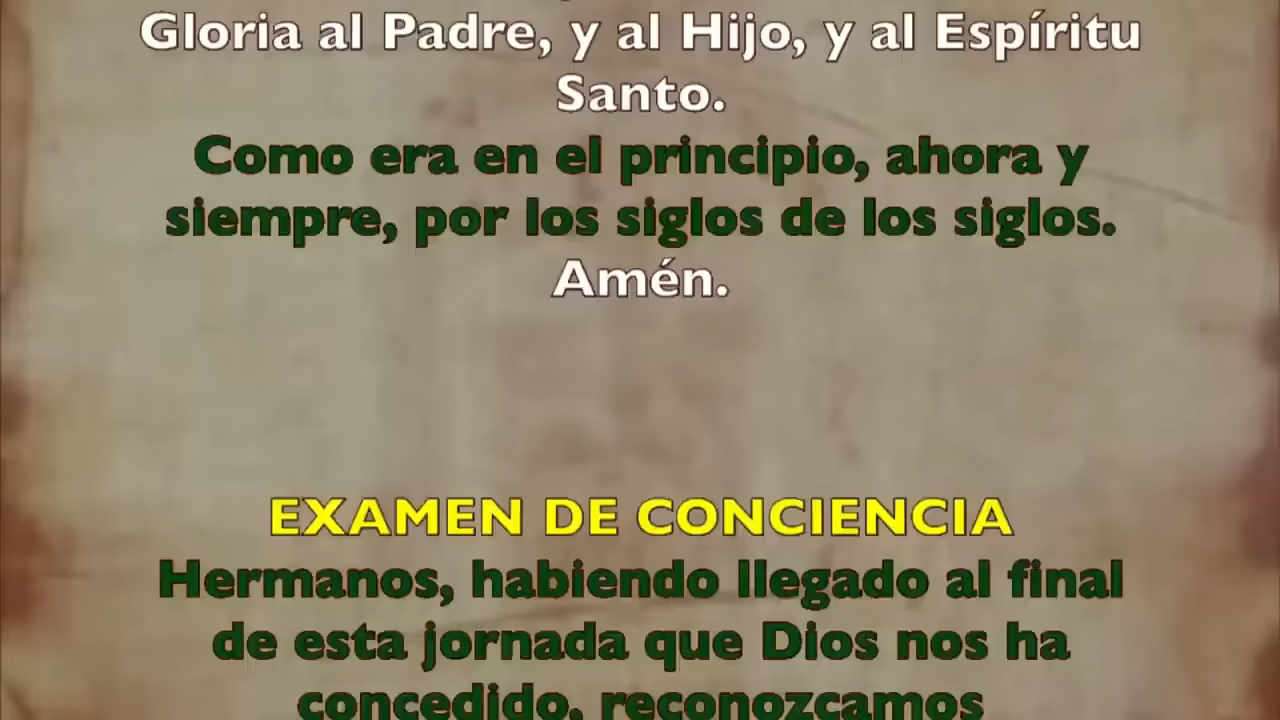 Gloria al Padre, y al Hijo, y al Espíritu
Santo.
Como era en el principio, ahora y
siempre, por los siglos de los siglos.
Amén.
EXAMEN DE CONCIENCIA
Hermanos, habiendo llegado al final
de esta jornada que Dios nos ha
concedido, reconozcamos